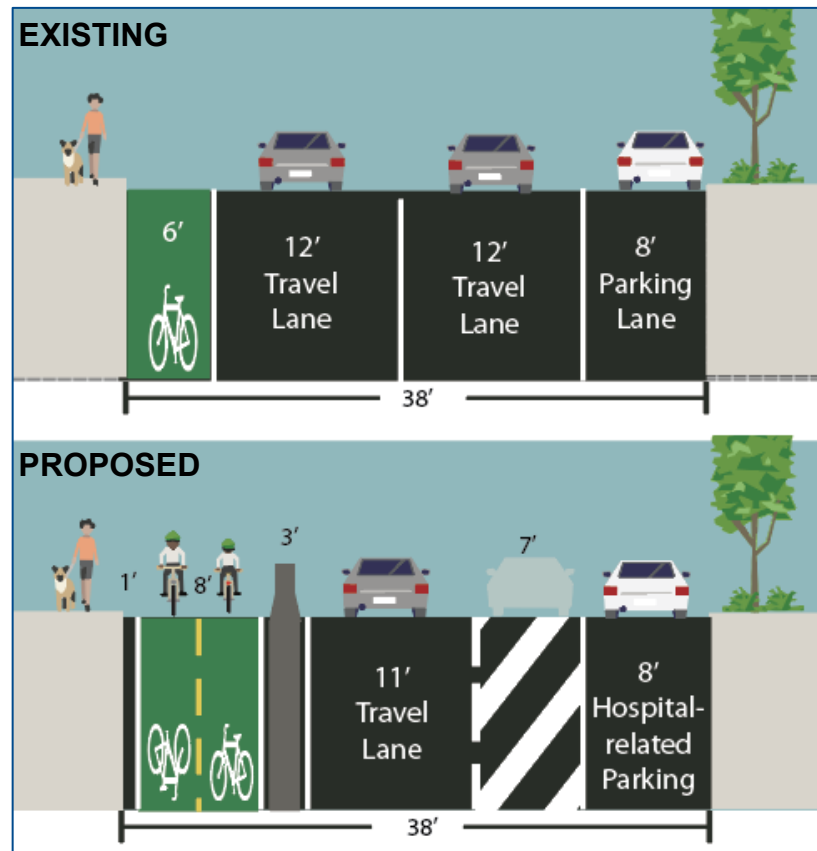 EXISTING
6′
12′
Travel
Lane
12′
Travel
Lane
8′
Parking
Lane
38′
PROPOSED
1′
8′
3′
7′
11′
Travel
Lane
8′
Hospital-
related
Parking
38′